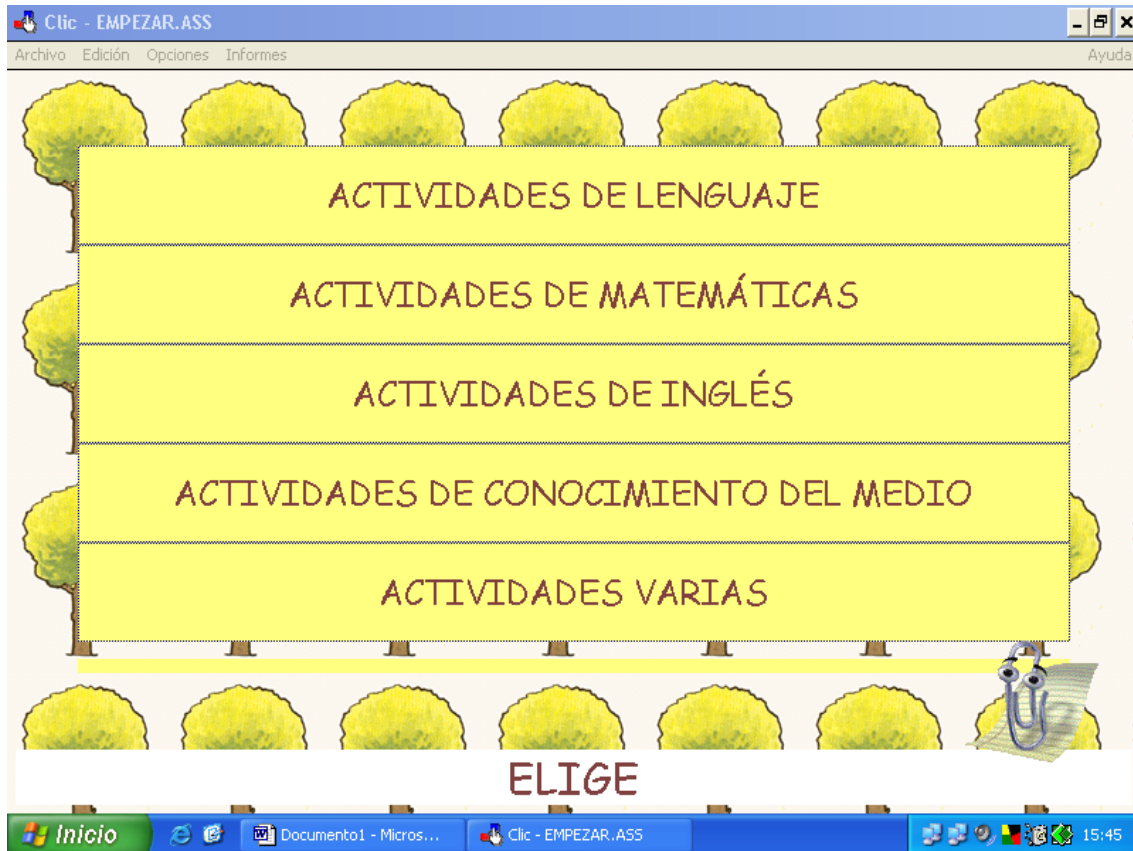 Clic - EMPEZAR.ASS
Archivo Edición Opciones Informes Ayuda
ACTIVIDADES DE LENGUAJE
ACTIVIDADES DE MATEMÁTICAS
ACTIVIDADES DE INGLÉS
ACTIVIDADES DE CONOCIMIENTO DEL MEDIO
ACTIVIDADES VARIAS
ELIGE
Inicio Documento1 - Micros... Clic - EMPEZAR.ASS 15:45